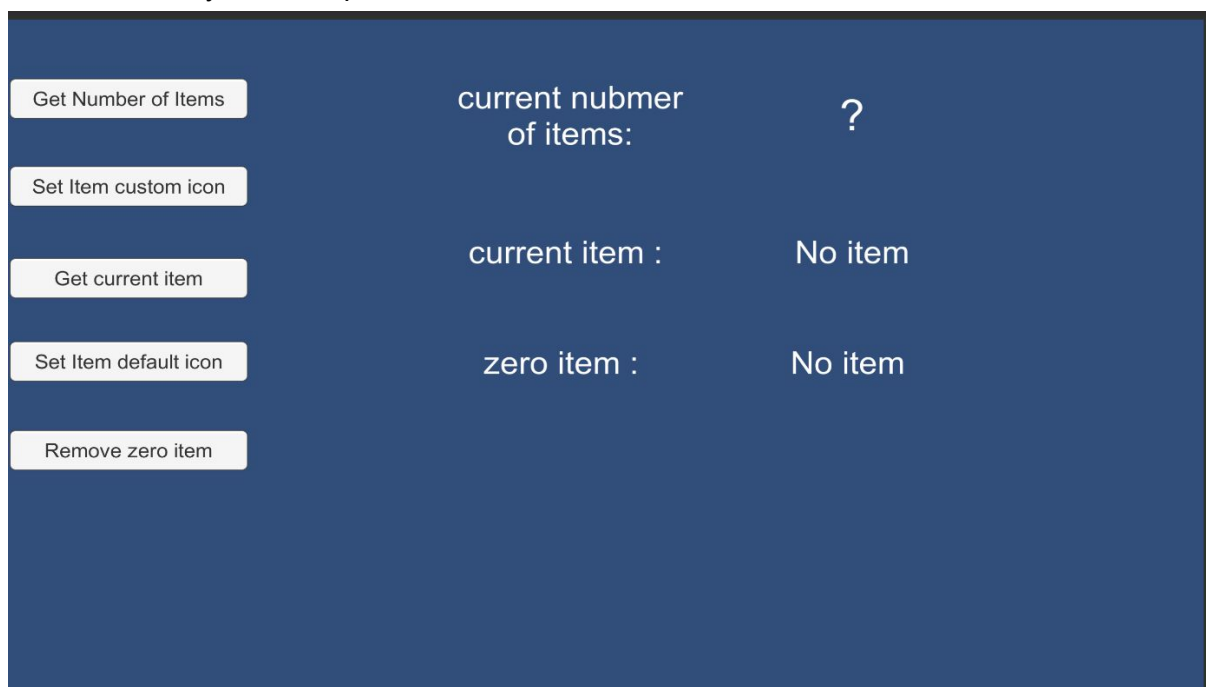 Get Number of Items
current nubmer
of items:
?
Set Item custom icon
current item :
No item
Get current item
Set Item default icon
zero item :
No item
Remove zero item